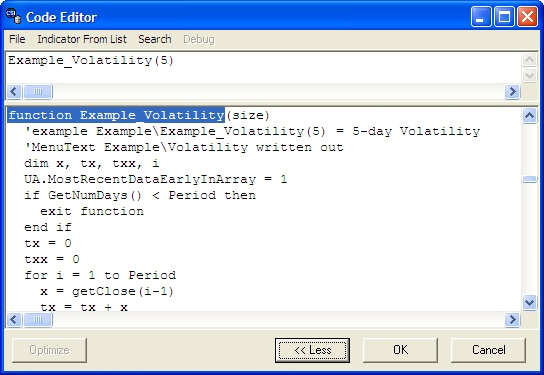 CSI Code Editor
File Indicator From List Search Debug
Example_Volatility(5)
function Example_Volatility(size)
  'example Example\Example_Volatility(5) = 5-day Volatility
  'MenuText Example\Volatility written out
  dim x, tx, txx, i
  UA.MostRecentDataEarlyInArray = 1
  if GetNumDays() < Period then
    exit function
  end if
  tx = 0
  txx = 0
  for i = 1 to Period
    x = getClose(i-1)
    tx = tx + x
Optimize << Less OK Cancel